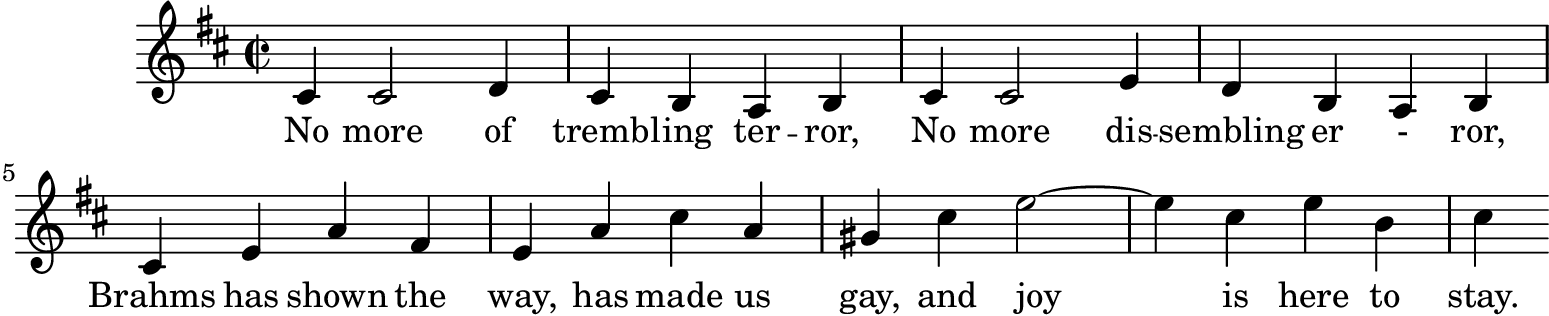 No more of trembling ter -- ror, No more dis -- sembling er - ror,
5
Brahms has shown the way, has made us gay, and joy is here to stay.